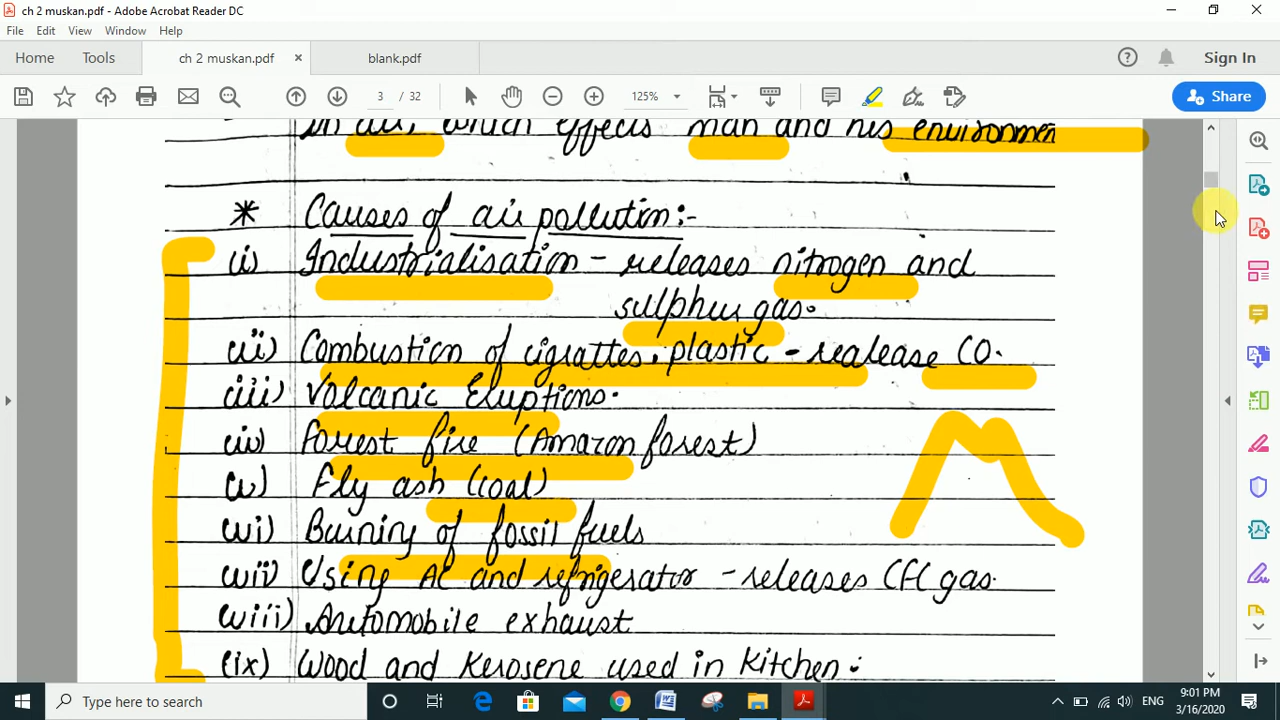 ch 2 muskan.pdf - Adobe Acrobat Reader DC
File Edit View Window Help
Home Tools ch 2 muskan.pdf × blank.pdf Sign In
3 / 32 125% Share
in air, which effects man and his environmen
* Causes of air pollution:-
(i) Industrialisation - releases nitrogen and
sulphur gas.
(ii) Combustion of cigrattes, plastic - realease CO.
(iii) Valcanic Eruptions.
(iv) Forest fire (Amazon forest)
(v) Fly ash (coal)
(vi) Burning of fossil fuels
(vii) Using AC and refrigerator - releases CFC gas.
(viii) Automobile exhaust
(ix) Wood and Kerosene used in kitchen.
Type here to search
ENG
9:01 PM
3/16/2020